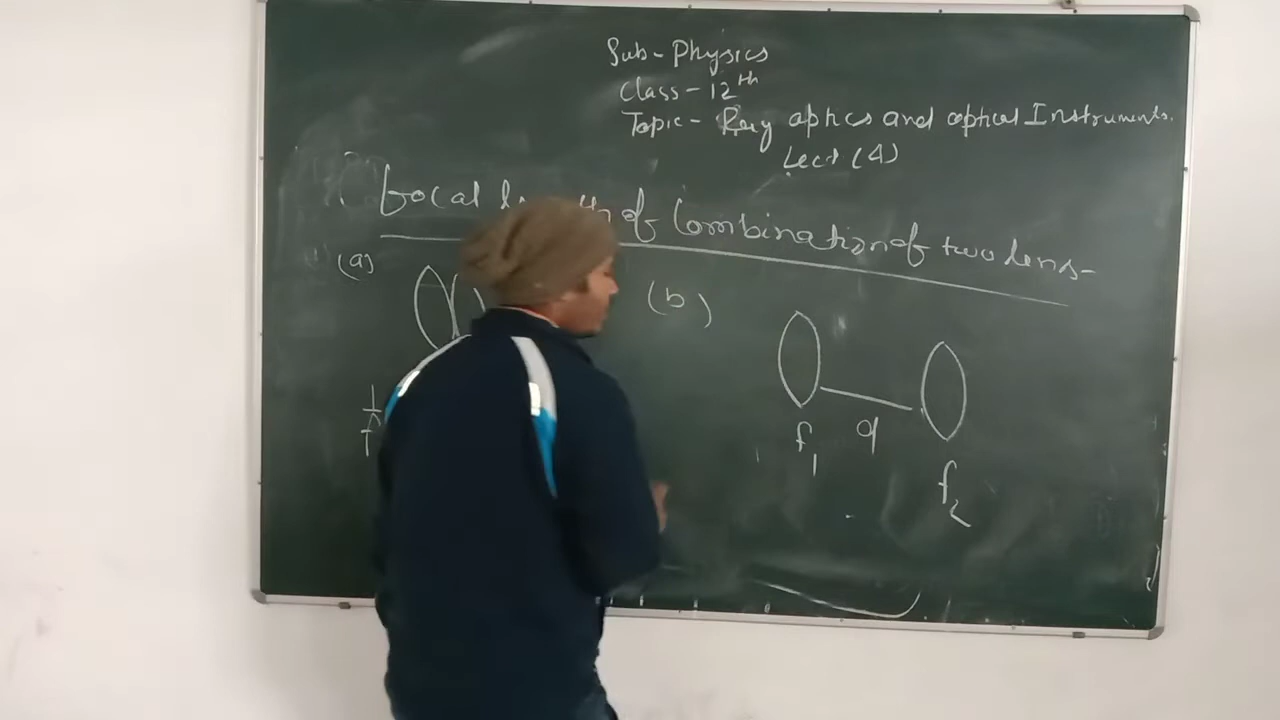 Sub - Physics
Class - 12th
Topic - Ray optics and optical Instruments.
Lect (4)
focal of Combination of two lens-
(a)
(b)
1
f
f1
q
f2